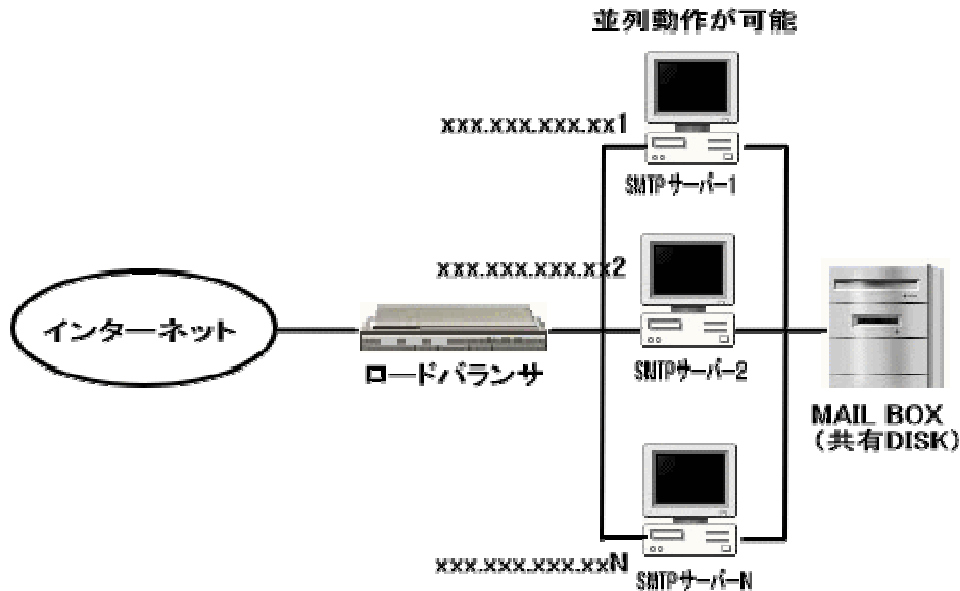 並列動作が可能
xxx.xxx.xxx.xx1
SMTPサーバー1
xxx.xxx.xxx.xx2
インターネット
ロードバランサ
SMTPサーバー2
MAIL BOX
(共有DISK)
xxx.xxx.xxx.xxN
SMTPサーバーN